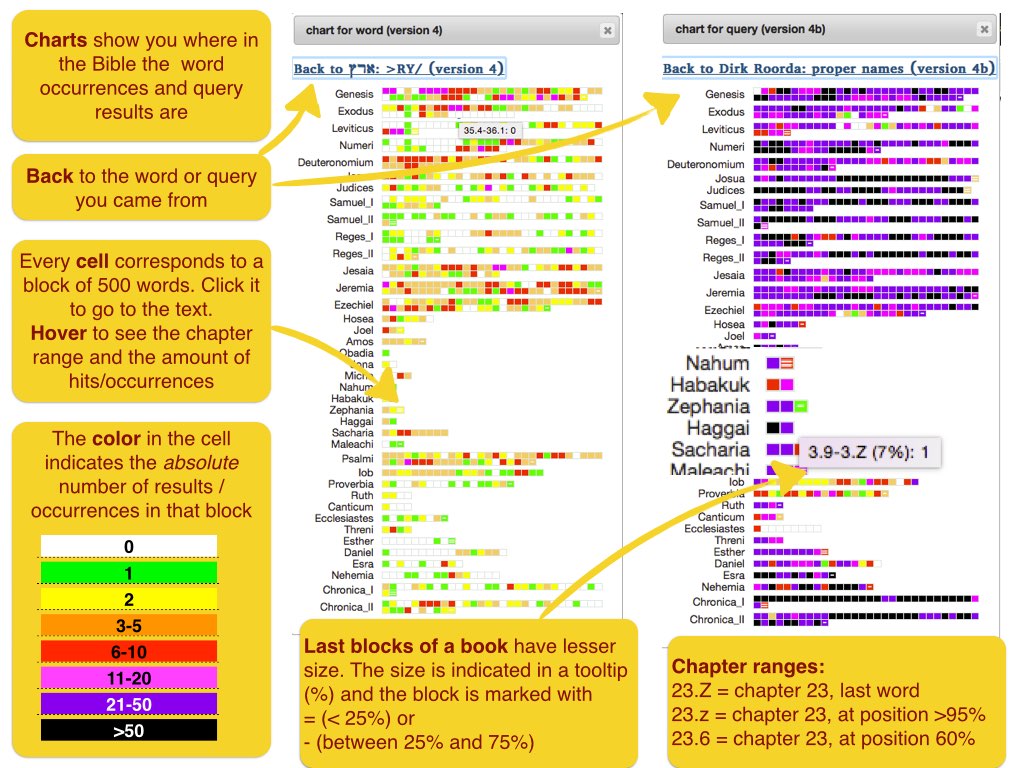 Charts show you where in
the Bible the word
occurrences and query
results are
Back to the word or query
you came from
Every cell corresponds to a
block of 500 words. Click it
to go to the text.
Hover to see the chapter
range and the amount of
hits/occurrences
The color in the cell
indicates the absolute
number of results /
occurrences in that block
0
1
2
3-5
6-10
11-20
21-50
>50
chart for word (version 4)
Back to ארץ: >RY/ (version 4)
Genesis
Exodus
Leviticus
35.4-36.1: 0
Numeri
Deuteronomium
Judices
Samuel_I
Samuel_II
Reges_I
Reges_II
Jesaia
Jeremia
Ezechiel
Hosea
Joel
Amos
Obadia
Micha
Nahum
Habakuk
Zephania
Haggai
Sacharia
Maleachi
Psalmi
Iob
Proverbia
Ruth
Canticum
Ecclesiastes
Threni
Esther
Daniel
Esra
Nehemia
Chronica_I
Chronica_II
Last blocks of a book have lesser
size. The size is indicated in a tooltip
(%) and the block is marked with
= (< 25%) or
- (between 25% and 75%)
chart for query (version 4b)
Back to Dirk Roorda: proper names (version 4b)
Genesis
Exodus
Leviticus
Numeri
Deuteronomium
Josua
Judices
Samuel_I
Samuel_II
Reges_I
Reges_II
Jesaia
Jeremia
Ezechiel
Hosea
Joel
Nahum
Habakuk
Zephania
Haggai
Sacharia
3.9-3.Z (7%): 1
Maleachi
Iob
Proverbia
Ruth
Canticum
Ecclesiastes
Threni
Esther
Daniel
Esra
Nehemia
Chronica_I
Chronica_II
Chapter ranges:
23.Z = chapter 23, last word
23.z = chapter 23, at position >95%
23.6 = chapter 23, at position 60%